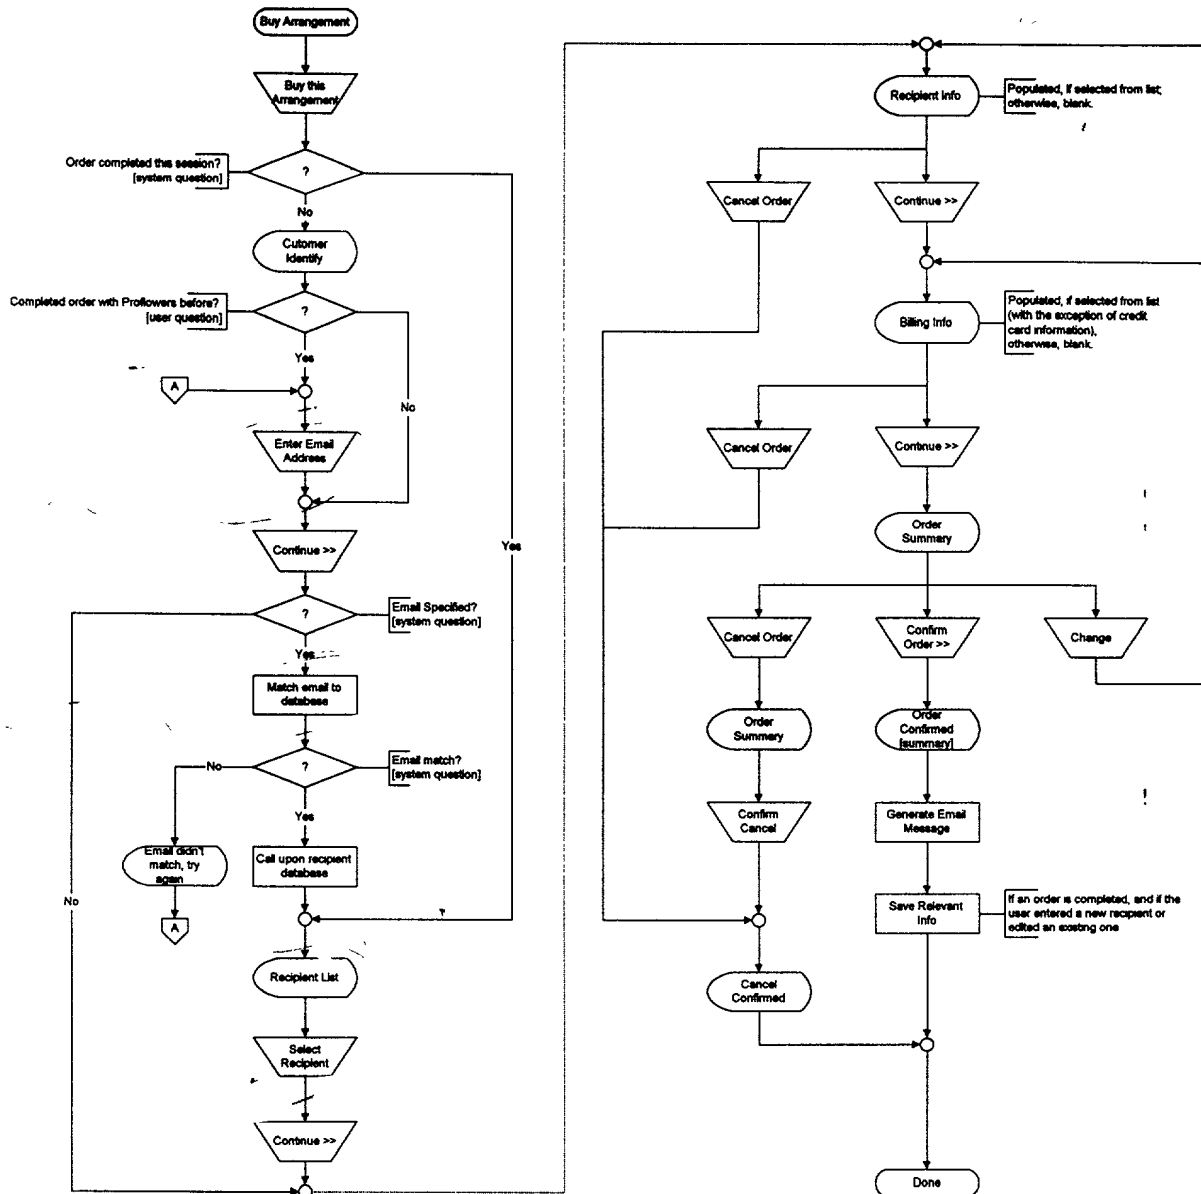 Buy Arrangement
Buy this
Arrangement
Order completed this session?
[system question]
?
No
Cutomer
Identify
Completed order with Proflowers before?
[user question]
?
Yes
No
A
Enter Email
Address
Continue >>
Yes
?
Email Specified?
[system question]
Yes
Match email to
database
No
?
Email match?
[system question]
Yes
Email didn't
match, try
again
Call upon recipient
database
No
A
Recipient List
Select
Recipient
Continue >>
Recipient Info
Populated, if selected from list;
otherwise, blank.
Cancel Order
Continue >>
Billing Info
Populated, if selected from list
(with the exception of credit
card information),
otherwise, blank.
Cancel Order
Continue >>
Order
Summary
Cancel Order
Confirm
Order >>
Change
Order
Summary
Order
Confirmed
[summary]
Confirm
Cancel
Generate Email
Message
Save Relevant
Info
If an order is completed, and if the
user entered a new recipient or
edited an existing one
Cancel
Confirmed
Done